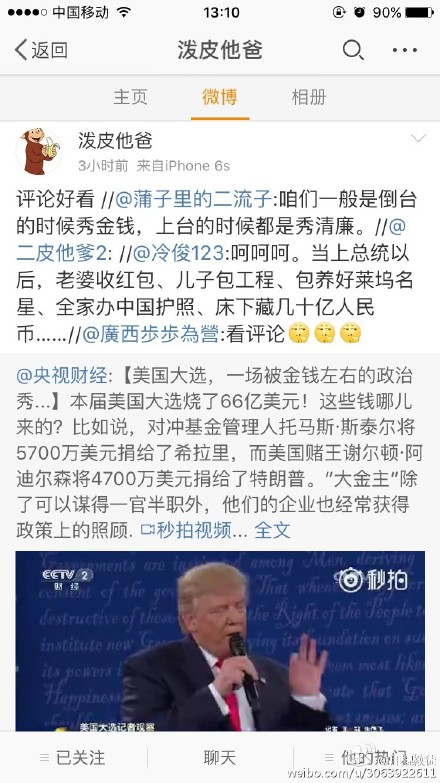 中国移动 13:10 90%
返回 泼皮他爸
主页 微博 相册
泼皮他爸
3小时前 来自iPhone 6s
评论好看 //@蒲子里的二流子:咱们一般是倒台
的时候秀金钱，上台的时候都是秀清廉。//@
二皮他爹2: //@冷俊123:呵呵呵。当上总统以
后，老婆收红包、儿子包工程、包养好莱坞名
星、全家办中国护照、床下藏几十亿人民
币……//@廣西歩歩為營:看评论
@央视财经:【美国大选，一场被金钱左右的政治
秀...】本届美国大选烧了66亿美元！这些钱哪儿
来的？比如说，对冲基金管理人托马斯·斯泰尔将
5700万美元捐给了希拉里，而美国赌王谢尔顿·阿
迪尔森将4700万美元捐给了特朗普。“大金主”除
了可以谋得一官半职外，他们的企业也经常获得
政策上的照顾. 秒拍视频... 全文
CCTV 2
财经
秒拍
美国大选记者观察
已关注 聊天 他的热门
weibo.com/u/3063922611